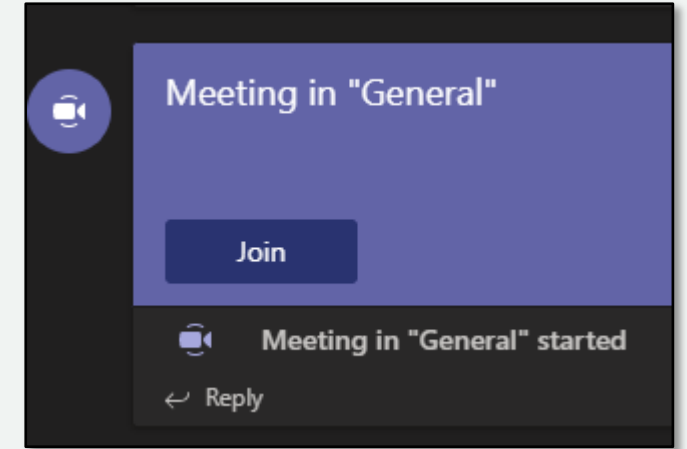 Meeting in "General"
Join
Meeting in "General" started
Reply